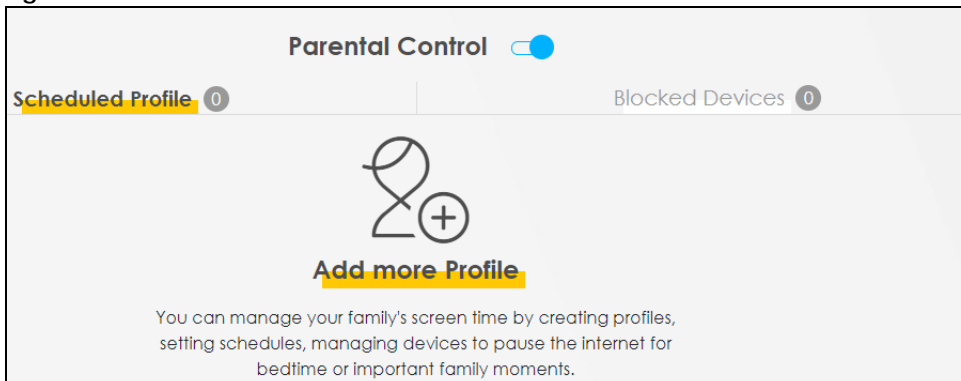 Parental Control
Scheduled Profile 0
Blocked Devices 0
Add more Profile
You can manage your family's screen time by creating profiles,
setting schedules, managing devices to pause the internet for
bedtime or important family moments.